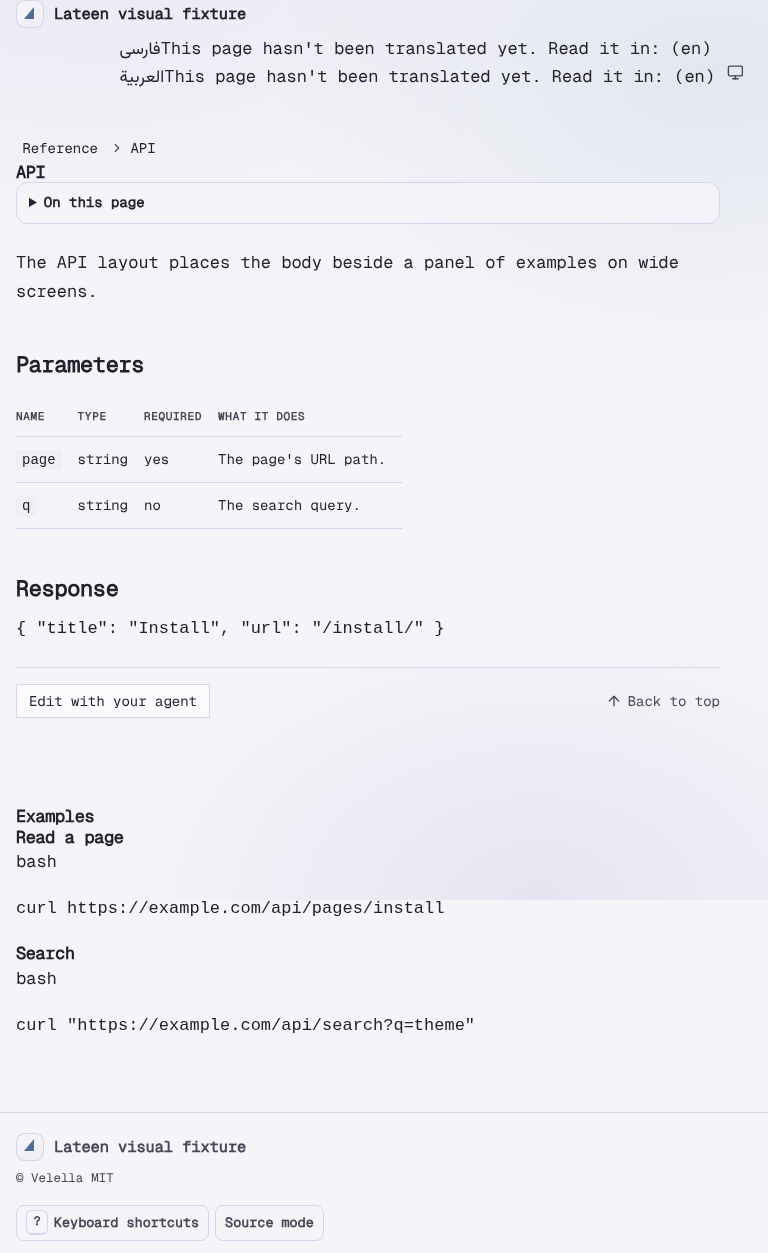 Lateen visual fixture
فارسیThis page hasn't been translated yet. Read it in: (en)
العربيةThis page hasn't been translated yet. Read it in: (en)
Reference > API
API
On this page
The API layout places the body beside a panel of examples on wide
screens.
Parameters
NAME TYPE REQUIRED WHAT IT DOES
page string yes The page's URL path.
q string no The search query.
Response
{ "title": "Install", "url": "/install/" }
Edit with your agent ↑ Back to top
Examples
Read a page
bash
curl https://example.com/api/pages/install
Search
bash
curl "https://example.com/api/search?q=theme"
Lateen visual fixture
© Velella MIT
? Keyboard shortcuts Source mode